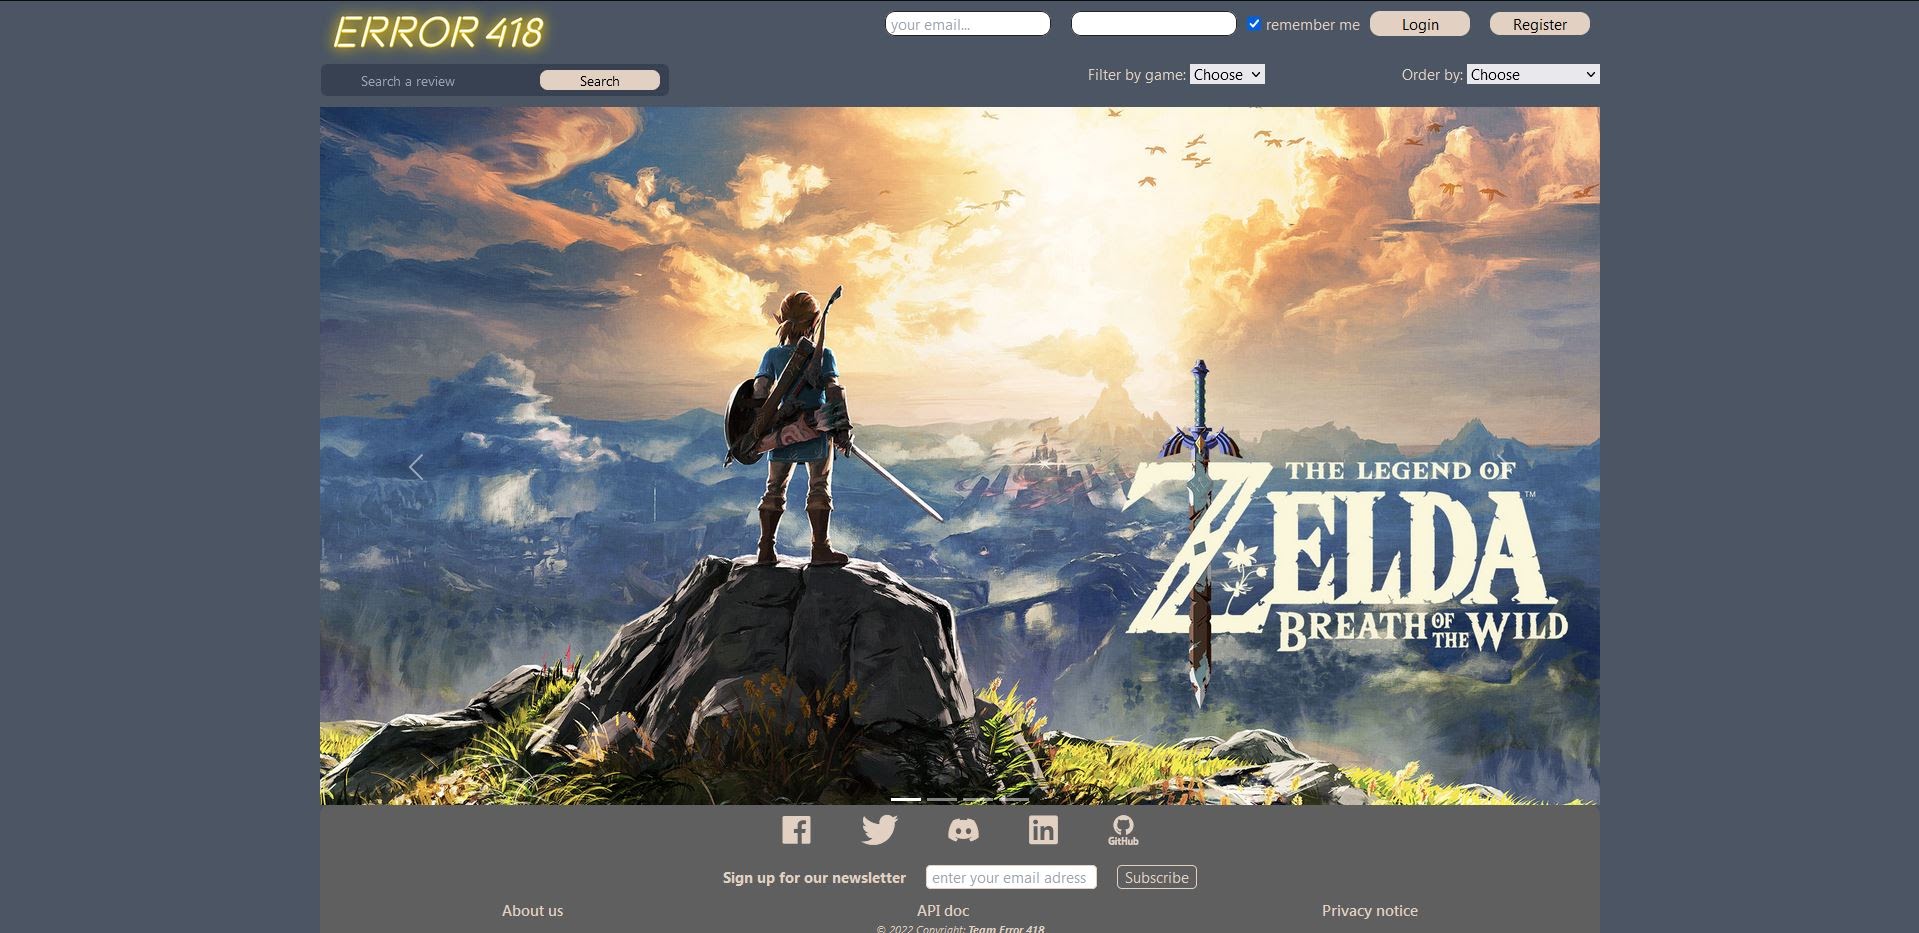 ERROR 418
your email...
remember me
Login
Register
Search a review
Search
Filter by game: Choose
Order by: Choose
THE LEGEND OF
ZELDA
TM
BREATH OF THE WILD
GitHub
Sign up for our newsletter
enter your email adress
Subscribe
About us
API doc
Privacy notice
© 2022 Copyright: Team Error 418